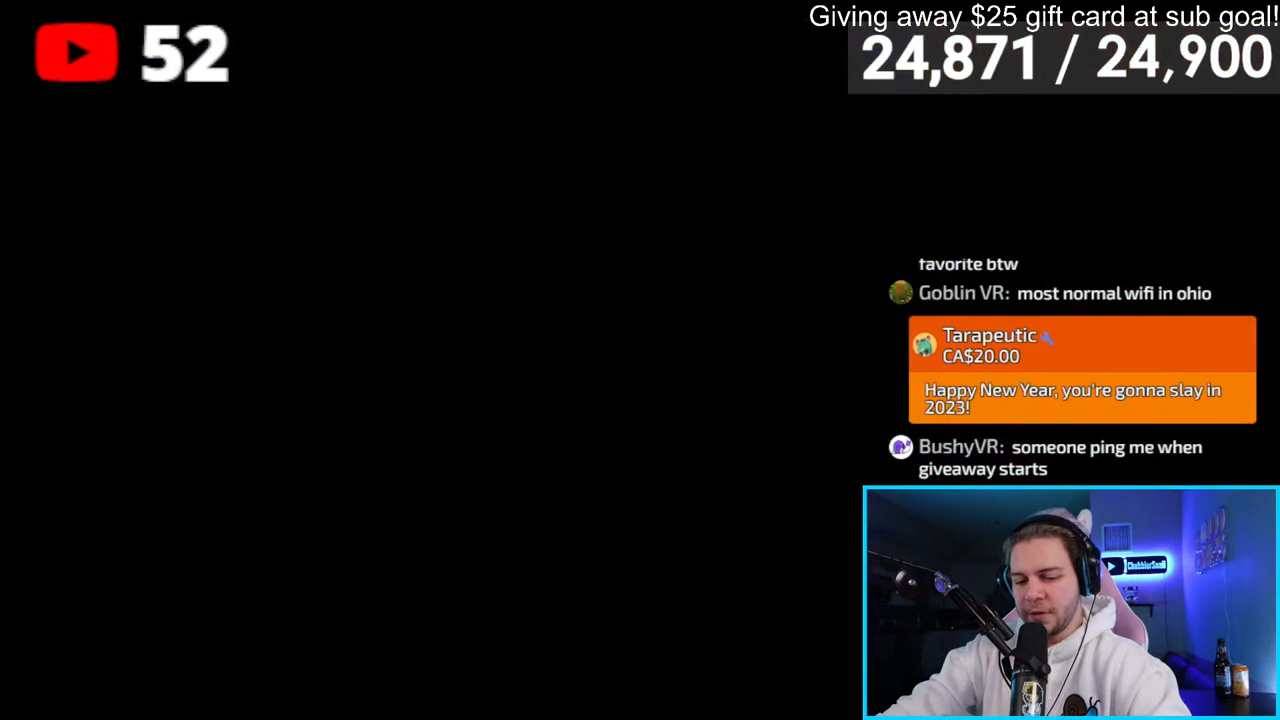 Giving away $25 gift card at sub goal!
52
24,871 / 24,900
favorite btw
Goblin VR: most normal wifi in ohio
Tarapeutic
CA$20.00
Happy New Year, you're gonna slay in
2023!
BushyVR: someone ping me when
giveaway starts
ChubbierSnail